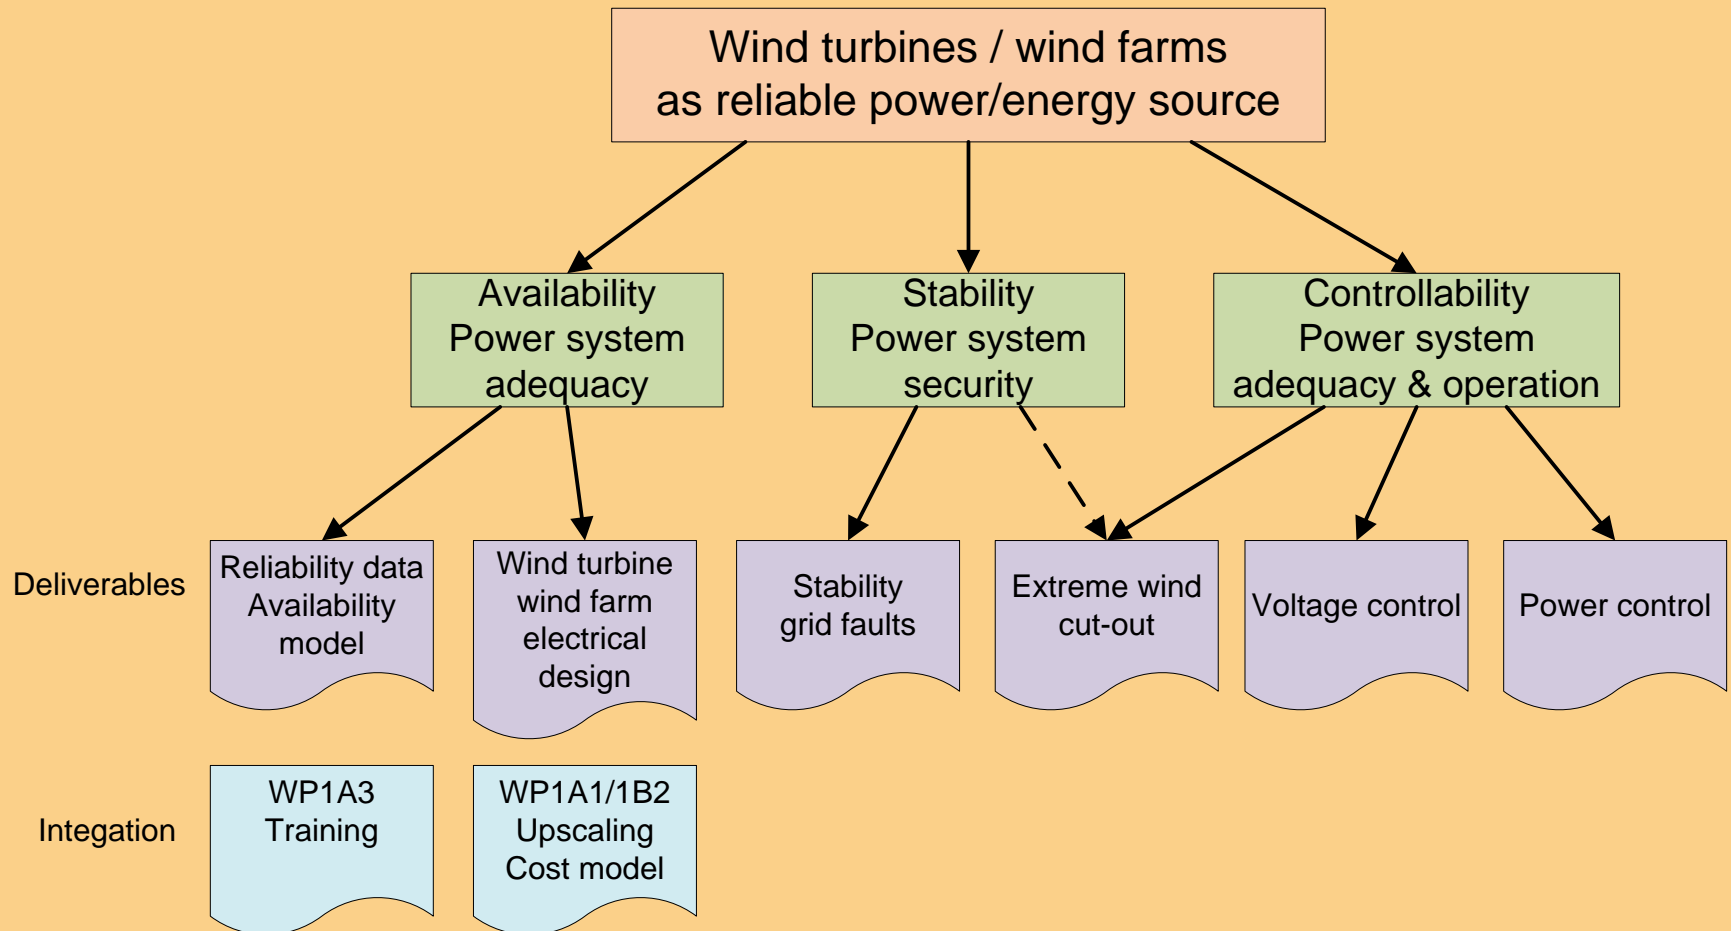 Wind turbines / wind farms
as reliable power/energy source
Availability
Power system
adequacy
Stability
Power system
security
Controllability
Power system
adequacy & operation
Deliverables
Reliability data
Availability
model
Wind turbine
wind farm
electrical
design
Stability
grid faults
Extreme wind
cut-out
Voltage control
Power control
Integation
WP1A3
Training
WP1A1/1B2
Upscaling
Cost model